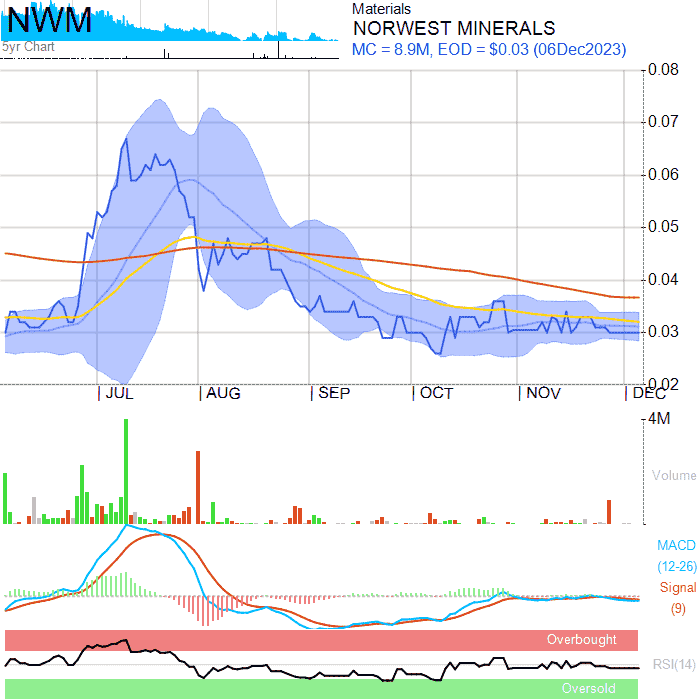 NWM
5yr Chart
Materials
NORWEST MINERALS
MC = 8.9M, EOD = $0.03 (06Dec2023)
0.08
0.07
0.06
0.05
0.04
0.03
0.02
JUL AUG SEP OCT NOV DEC
4M
Volume
MACD
(12-26)
Signal
(9)
Overbought
RSI(14)
Oversold